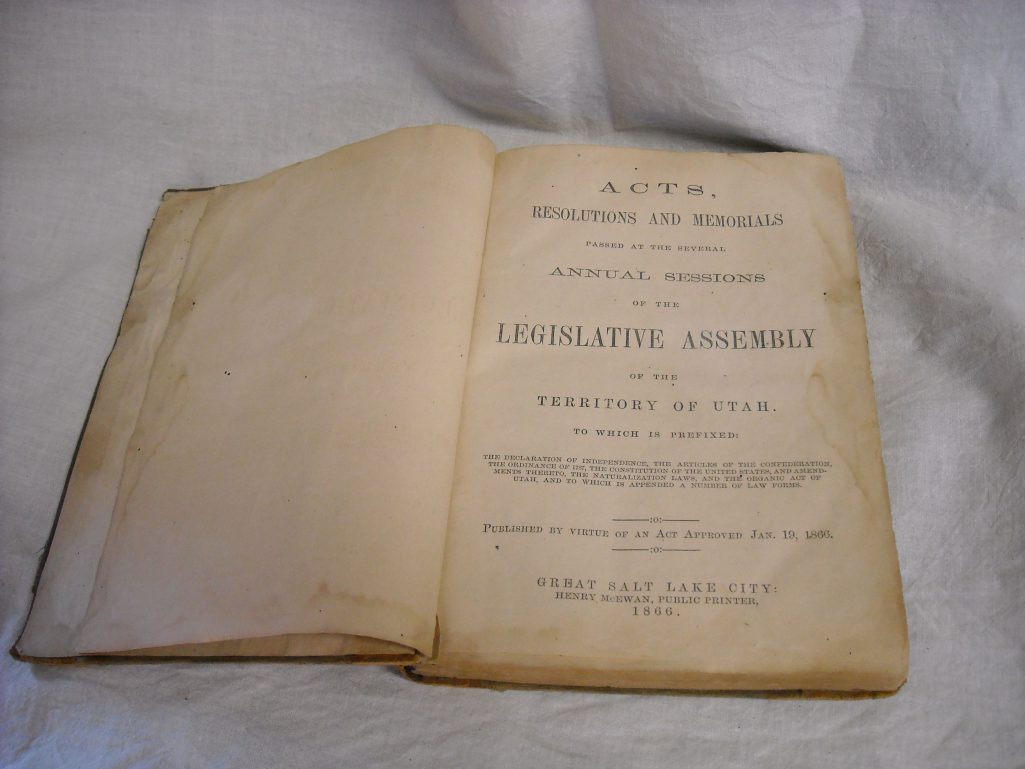 ACTS,
RESOLUTIONS AND MEMORIALS
PASSED AT THE SEVERAL
ANNUAL SESSIONS
OF THE
LEGISLATIVE ASSEMBLY
OF THE
TERRITORY OF UTAH.
TO WHICH IS PREFIXED:
THE DECLARATION OF INDEPENDENCE, THE ARTICLES OF THE CONFEDERATION,
THE ORDINANCE OF 1787, THE CONSTITUTION OF THE UNITED STATES, AND AMEND-
MENTS THERETO, THE NATURALIZATION LAWS, AND THE ORGANIC ACT OF
UTAH, AND TO WHICH IS APPENDED A NUMBER OF LAW FORMS.
:o:
PUBLISHED BY VIRTUE OF AN ACT APPROVED JAN. 19, 1866.
:o:
GREAT SALT LAKE CITY:
HENRY McEWAN, PUBLIC PRINTER,
1866.